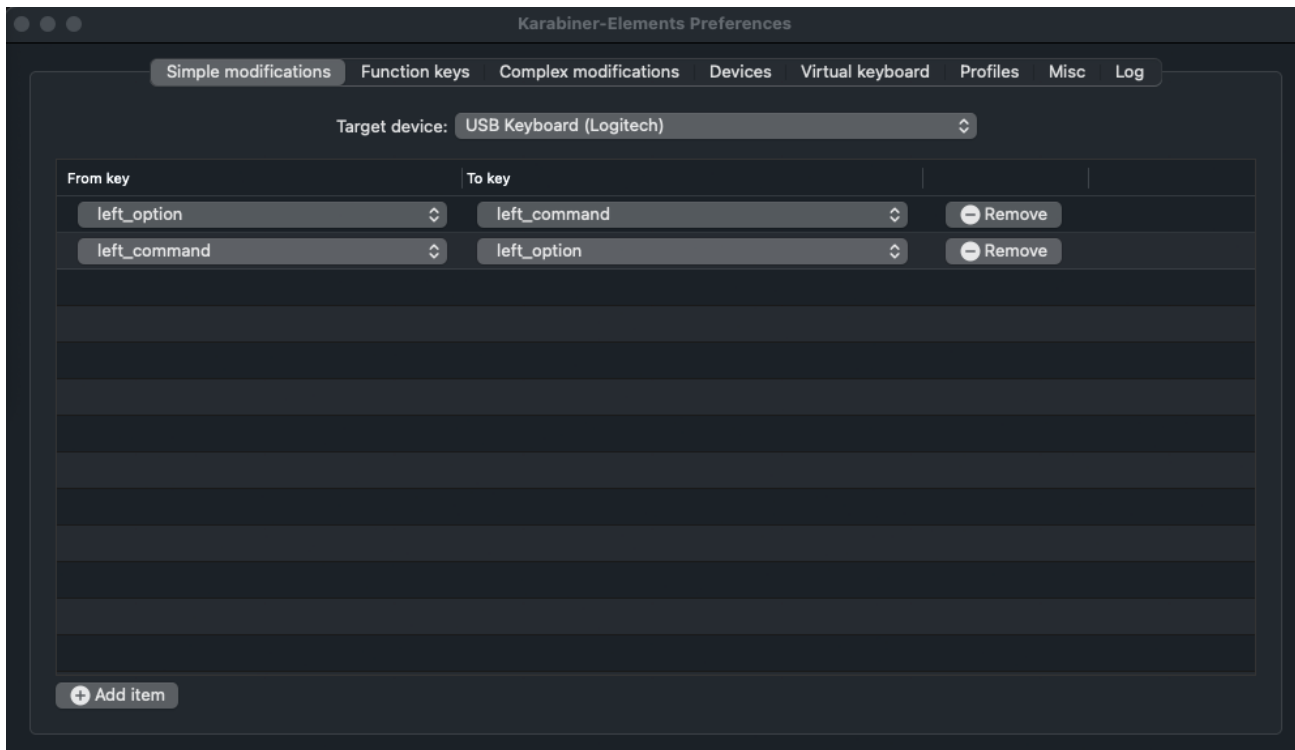 Karabiner-Elements Preferences
Simple modifications Function keys Complex modifications Devices Virtual keyboard Profiles Misc Log
Target device: USB Keyboard (Logitech)
From key To key
left_option left_command Remove
left_command left_option Remove
Add item